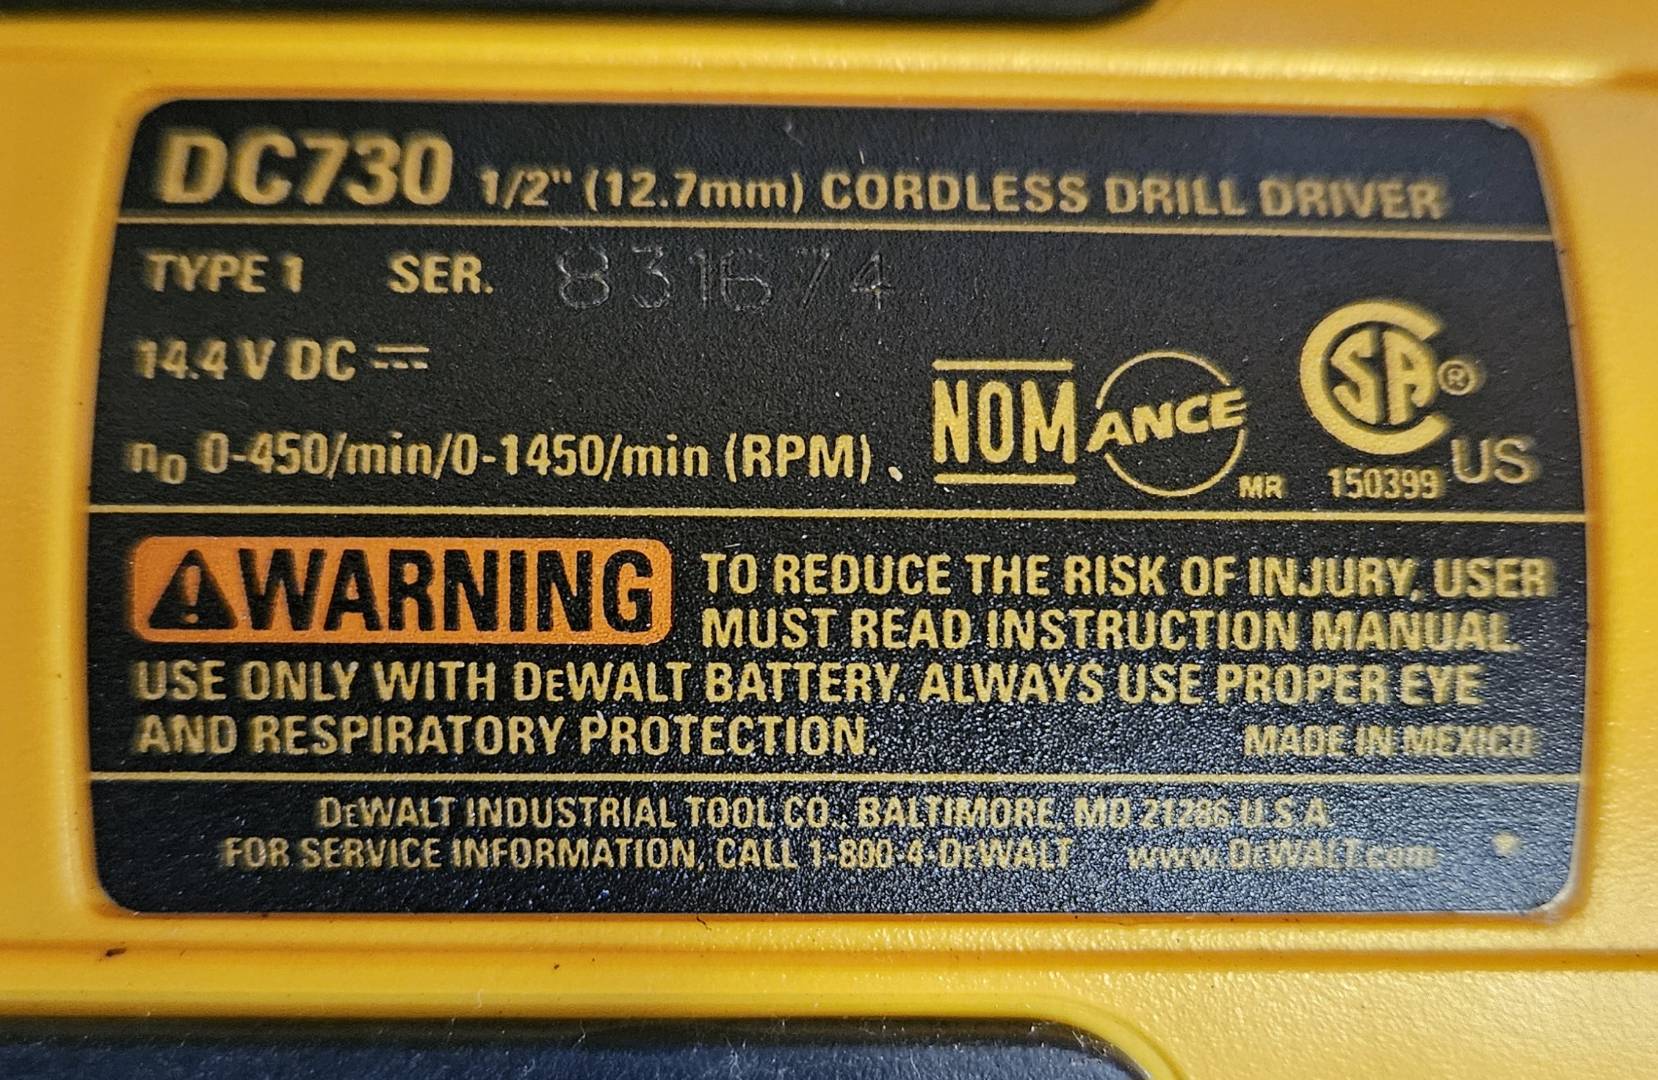 DC730 1/2" (12.7mm) CORDLESS DRILL DRIVER
TYPE 1 SER. 831674
14.4 V DC ⎓
n₀ 0-450/min/0-1450/min (RPM)
NOM ANCE MR
CSA® US
150399
⚠WARNING TO REDUCE THE RISK OF INJURY, USER
MUST READ INSTRUCTION MANUAL.
USE ONLY WITH DEWALT BATTERY. ALWAYS USE PROPER EYE
AND RESPIRATORY PROTECTION.
MADE IN MEXICO
DEWALT INDUSTRIAL TOOL CO., BALTIMORE, MD 21286 U.S.A.
FOR SERVICE INFORMATION, CALL 1-800-4-DEWALT www.DEWALT.com